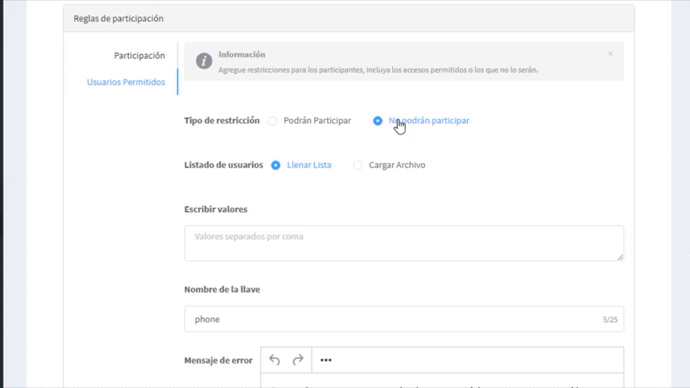 Reglas de participación
Participación
Usuarios Permitidos
Información
Agregue restricciones para los participantes, incluya los accesos permitidos o los que no lo serán.
Tipo de restricción Podrán Participar No podrán participar
Listado de usuarios Llenar Lista Cargar Archivo
Escribir valores
Valores separados por coma
Nombre de la llave
phone 5/25
Mensaje de error